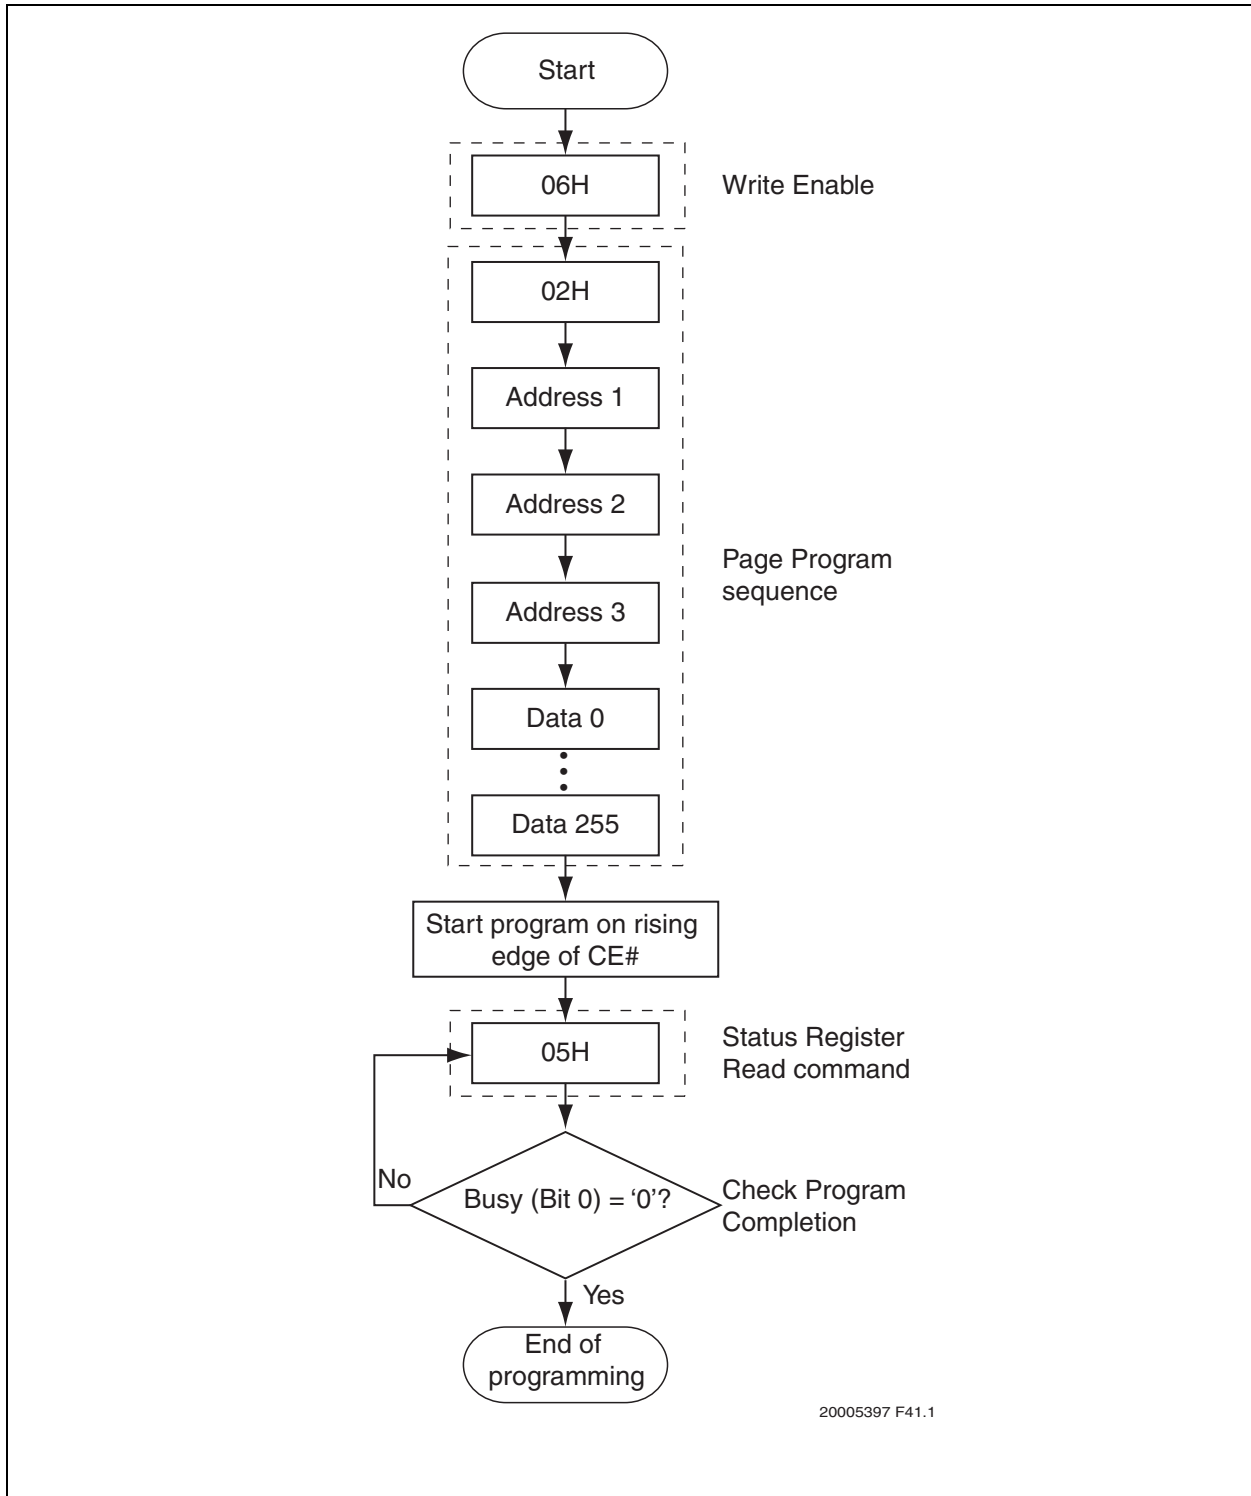 Start
06H
Write Enable
02H
Address 1
Address 2
Address 3
Page Program
sequence
Data 0
Data 255
Start program on rising
edge of CE#
05H
Status Register
Read command
No
Busy (Bit 0) = ‘0’?
Check Program
Completion
Yes
End of
programming
20005397 F41.1